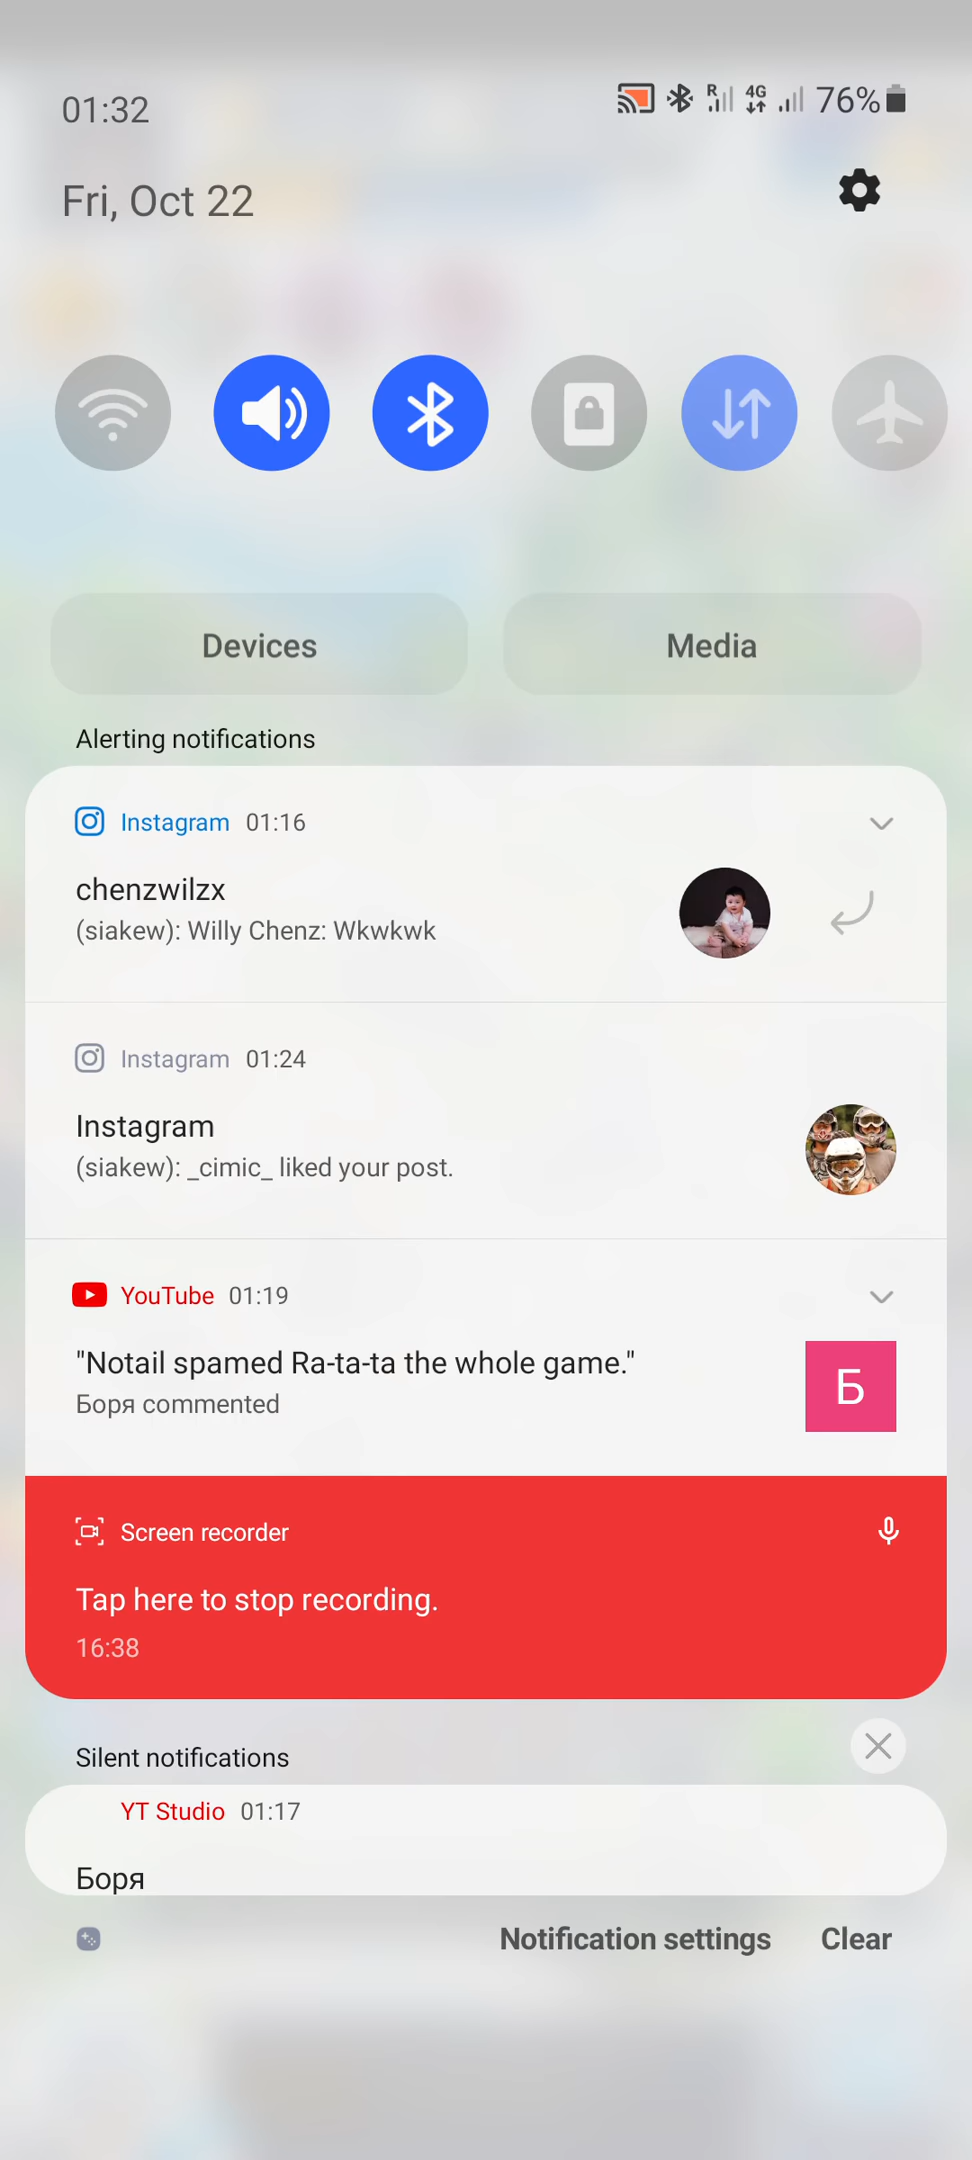 01:32
R 4G 76%
Fri, Oct 22
Devices
Media
Alerting notifications
Instagram 01:16
chenzwilzx
(siakew): Willy Chenz: Wkwkwk
Instagram 01:24
Instagram
(siakew): _cimic_ liked your post.
YouTube 01:19
"Notail spamed Ra-ta-ta the whole game."
Боря commented
Б
Screen recorder
Tap here to stop recording.
16:38
Silent notifications
YT Studio 01:17
Боря
Notification settings
Clear